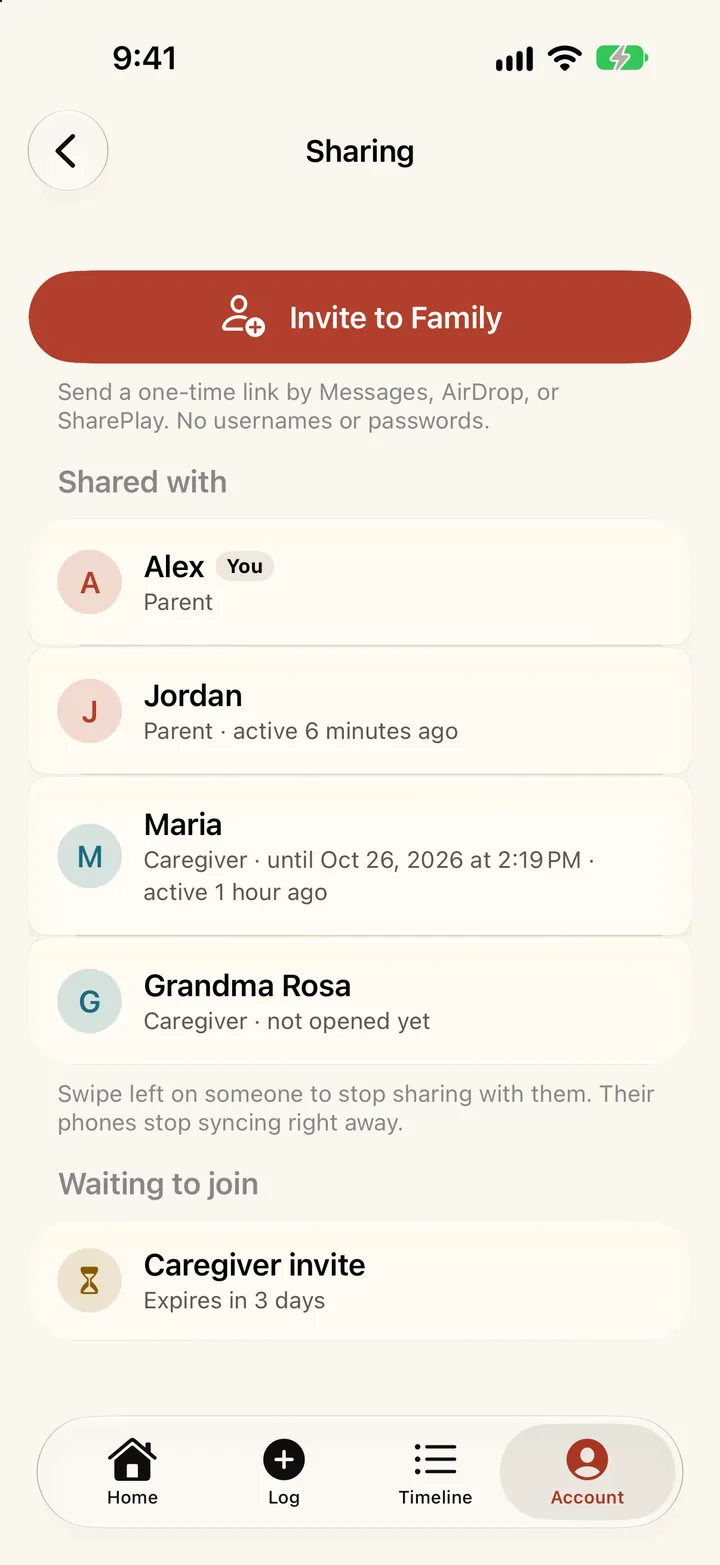 9:41
Sharing
Invite to Family
Send a one-time link by Messages, AirDrop, or
SharePlay. No usernames or passwords.
Shared with
A
Alex You
Parent
J
Jordan
Parent · active 6 minutes ago
M
Maria
Caregiver · until Oct 26, 2026 at 2:19 PM ·
active 1 hour ago
G
Grandma Rosa
Caregiver · not opened yet
Swipe left on someone to stop sharing with them. Their
phones stop syncing right away.
Waiting to join
Caregiver invite
Expires in 3 days
Home Log Timeline Account